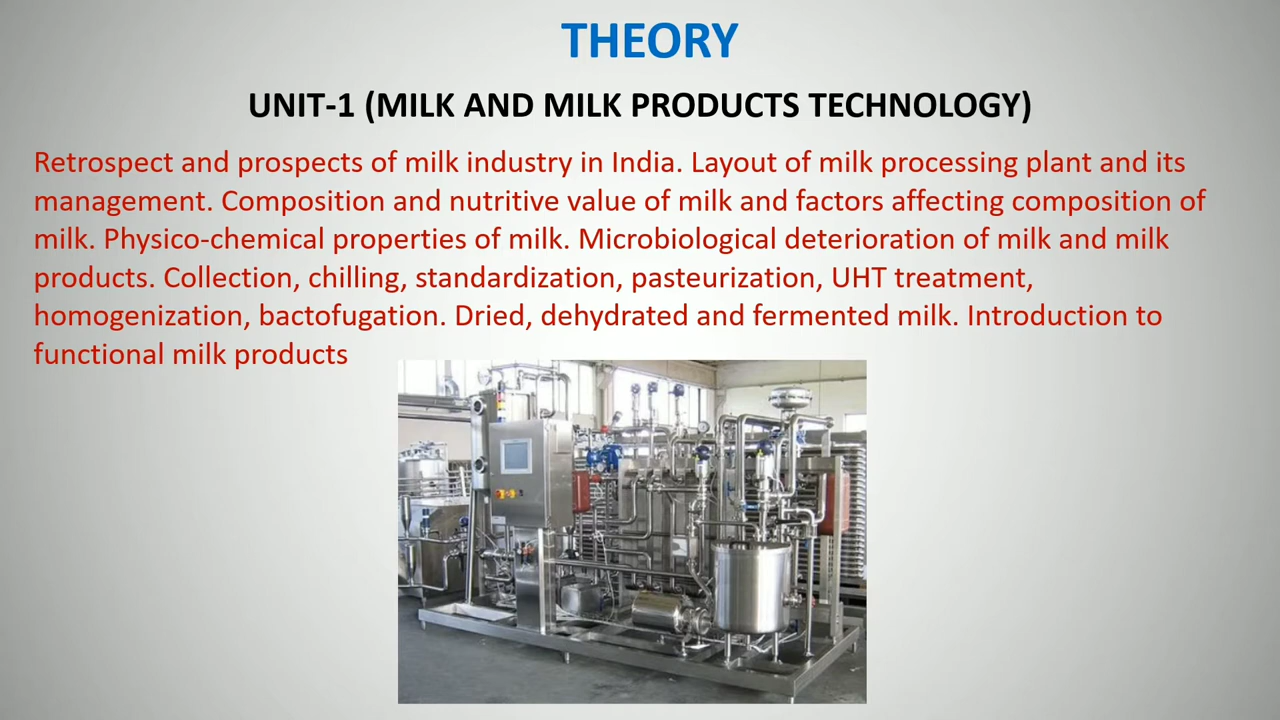 THEORY
UNIT-1 (MILK AND MILK PRODUCTS TECHNOLOGY)
Retrospect and prospects of milk industry in India. Layout of milk processing plant and its
management. Composition and nutritive value of milk and factors affecting composition of
milk. Physico-chemical properties of milk. Microbiological deterioration of milk and milk
products. Collection, chilling, standardization, pasteurization, UHT treatment,
homogenization, bactofugation. Dried, dehydrated and fermented milk. Introduction to
functional milk products